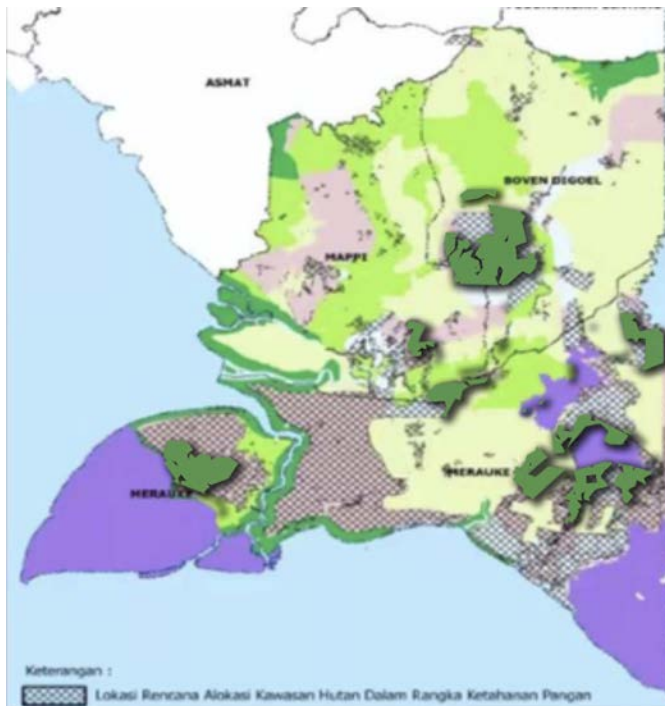 ASMAT
BOVEN DIGOEL
MAPPI
MERAUKE
MERAUKE
Keterangan :
Lokasi Rencana Alokasi Kawasan Hutan Dalam Rangka Ketahanan Pangan